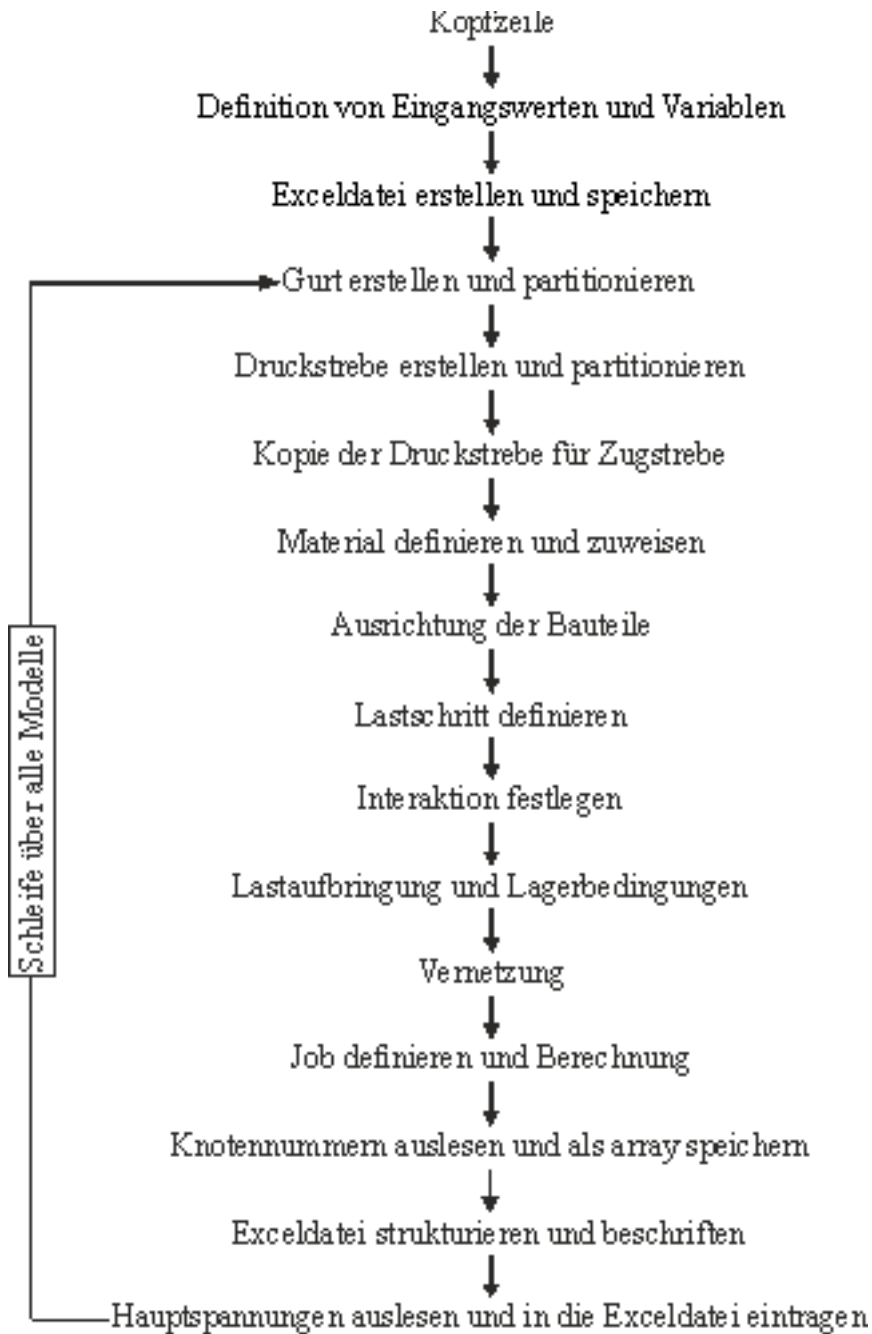 Kopfzeile
Definition von Eingangswerten und Variablen
Exceldatei erstellen und speichern
Gurt erstellen und partitionieren
Druckstrebe erstellen und partitionieren
Kopie der Druckstrebe für Zugstrebe
Material definieren und zuweisen
Ausrichtung der Bauteile
Lastschritt definieren
Interaktion festlegen
Lastaufbringung und Lagerbedingungen
Vernetzung
Job definieren und Berechnung
Knotennummern auslesen und als array speichern
Exceldatei strukturieren und beschriften
Hauptspannungen auslesen und in die Exceldatei eintragen
Schleife über alle Modelle